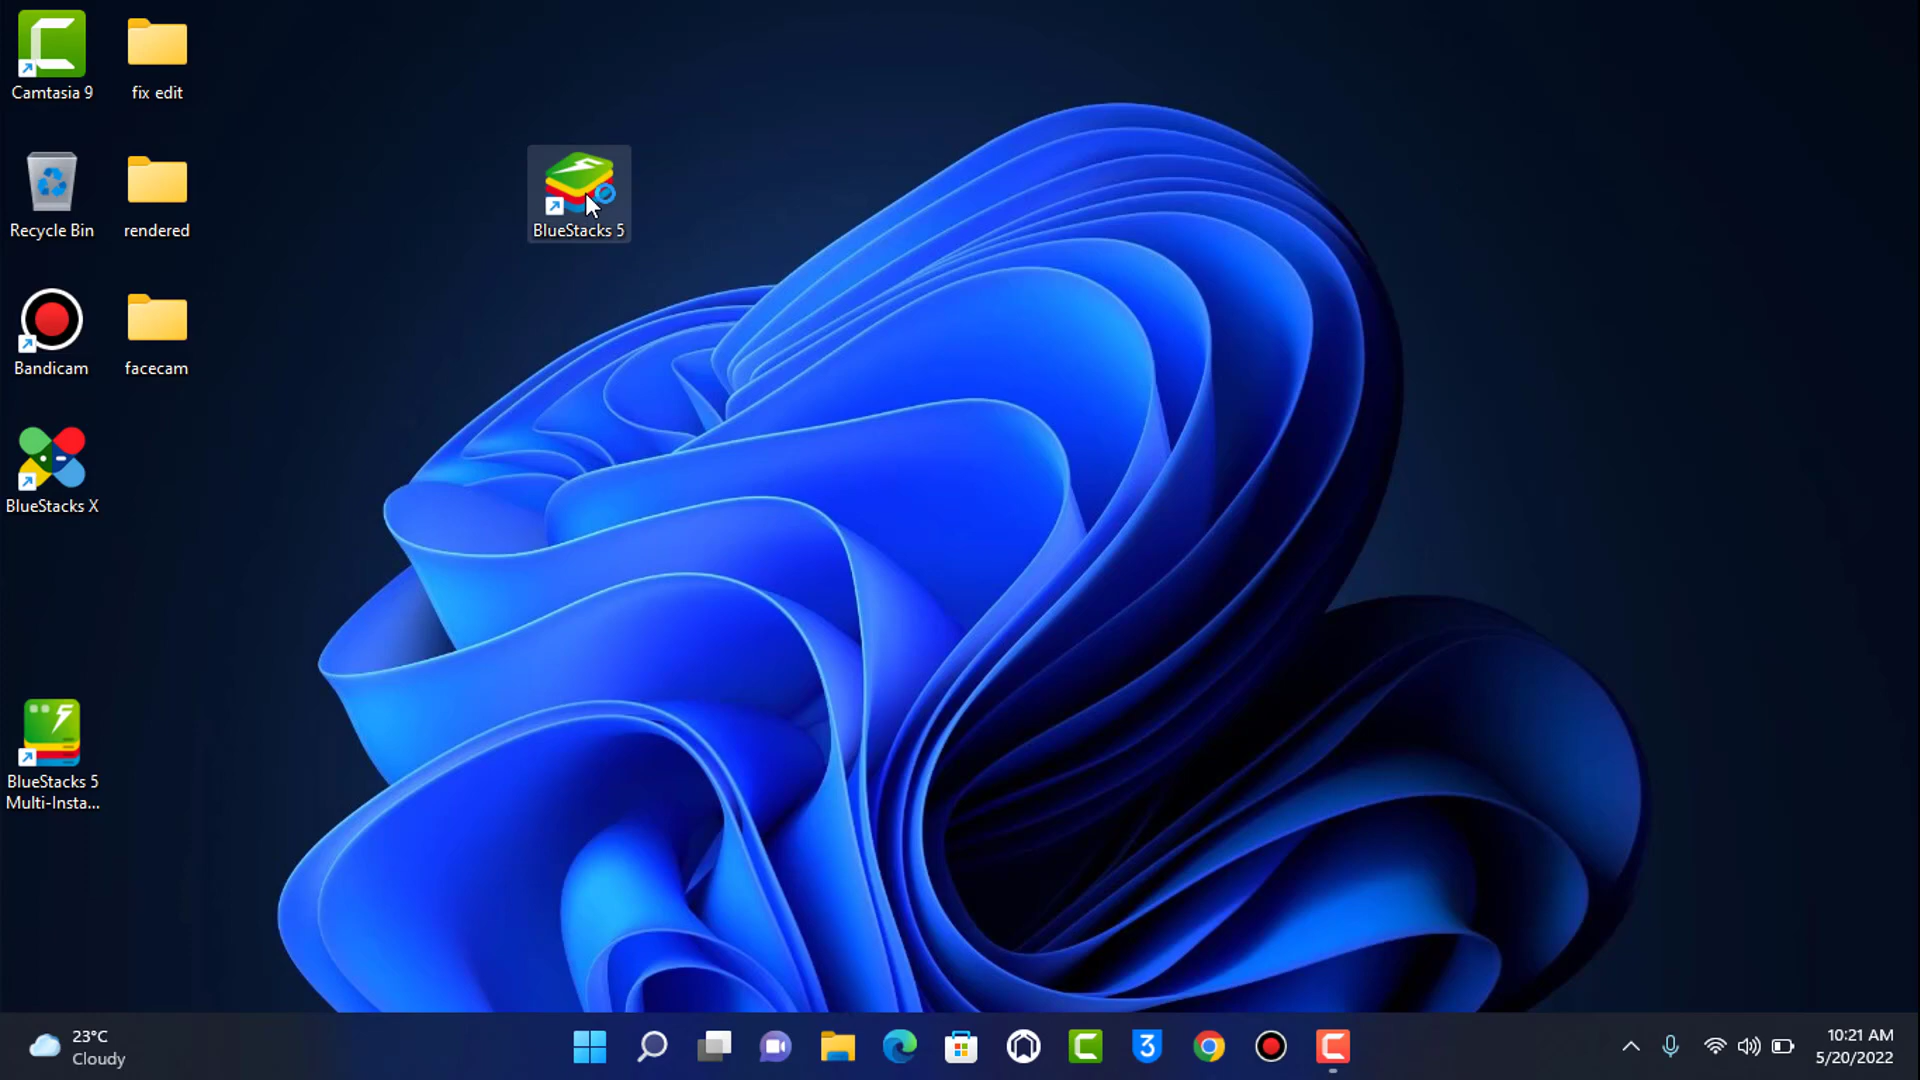 Camtasia 9
fix edit
Recycle Bin
rendered
BlueStacks 5
Bandicam
facecam
BlueStacks X
BlueStacks 5
Multi-Insta...
23°C
Cloudy
3
10:21 AM
5/20/2022